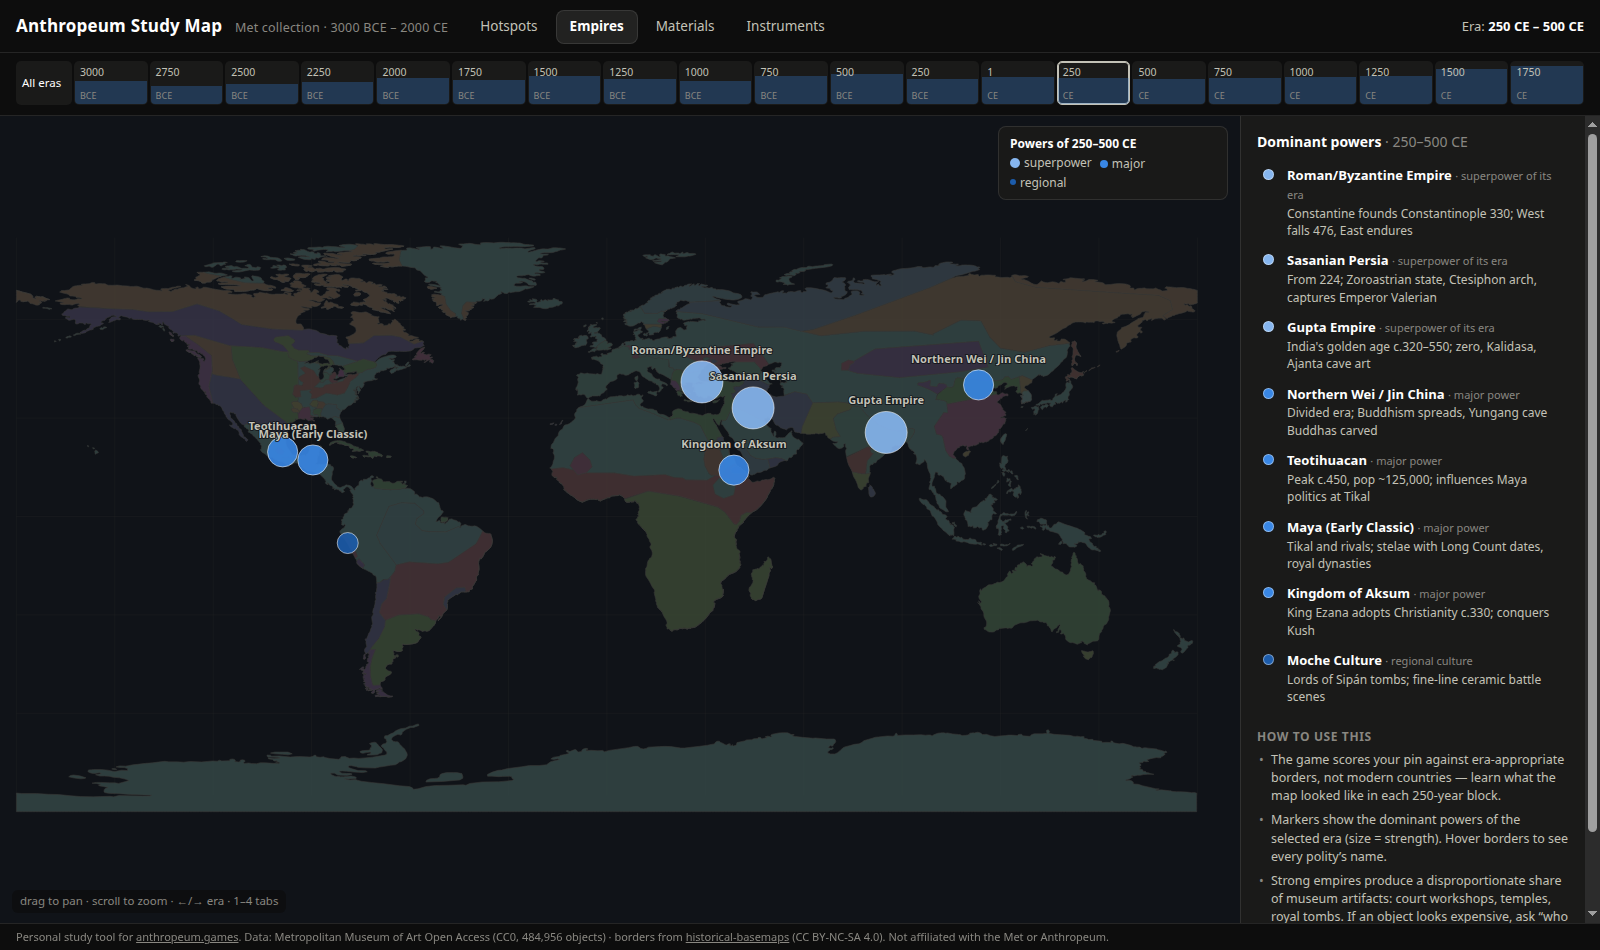 Anthropeum Study Map Met collection · 3000 BCE – 2000 CE Hotspots Empires Materials Instruments Era: 250 CE – 500 CE
All eras
3000 BCE
2750 BCE
2500 BCE
2250 BCE
2000 BCE
1750 BCE
1500 BCE
1250 BCE
1000 BCE
750 BCE
500 BCE
250 BCE
1 CE
250 CE
500 CE
750 CE
1000 CE
1250 CE
1500 CE
1750 CE
Powers of 250–500 CE
superpower major
regional
Roman/Byzantine Empire
Northern Wei / Jin China
Sasanian Persia
Gupta Empire
Teotihuacan
Maya (Early Classic)
Kingdom of Aksum
drag to pan · scroll to zoom · ←/→ era · 1–4 tabs
Dominant powers · 250–500 CE
Roman/Byzantine Empire · superpower of its
era
Constantine founds Constantinople 330; West
falls 476, East endures
Sasanian Persia · superpower of its era
From 224; Zoroastrian state, Ctesiphon arch,
captures Emperor Valerian
Gupta Empire · superpower of its era
India's golden age c.320–550; zero, Kalidasa,
Ajanta cave art
Northern Wei / Jin China · major power
Divided era; Buddhism spreads, Yungang cave
Buddhas carved
Teotihuacan · major power
Peak c.450, pop ~125,000; influences Maya
politics at Tikal
Maya (Early Classic) · major power
Tikal and rivals; stelae with Long Count dates,
royal dynasties
Kingdom of Aksum · major power
King Ezana adopts Christianity c.330; conquers
Kush
Moche Culture · regional culture
Lords of Sipán tombs; fine-line ceramic battle
scenes
HOW TO USE THIS
• The game scores your pin against era-appropriate
borders, not modern countries — learn what the
map looked like in each 250-year block.
• Markers show the dominant powers of the
selected era (size = strength). Hover borders to see
every polity's name.
• Strong empires produce a disproportionate share
of museum artifacts: court workshops, temples,
royal tombs. If an object looks expensive, ask “who
Personal study tool for anthropeum.games. Data: Metropolitan Museum of Art Open Access (CC0, 484,956 objects) · borders from historical-basemaps (CC BY-NC-SA 4.0). Not affiliated with the Met or Anthropeum.